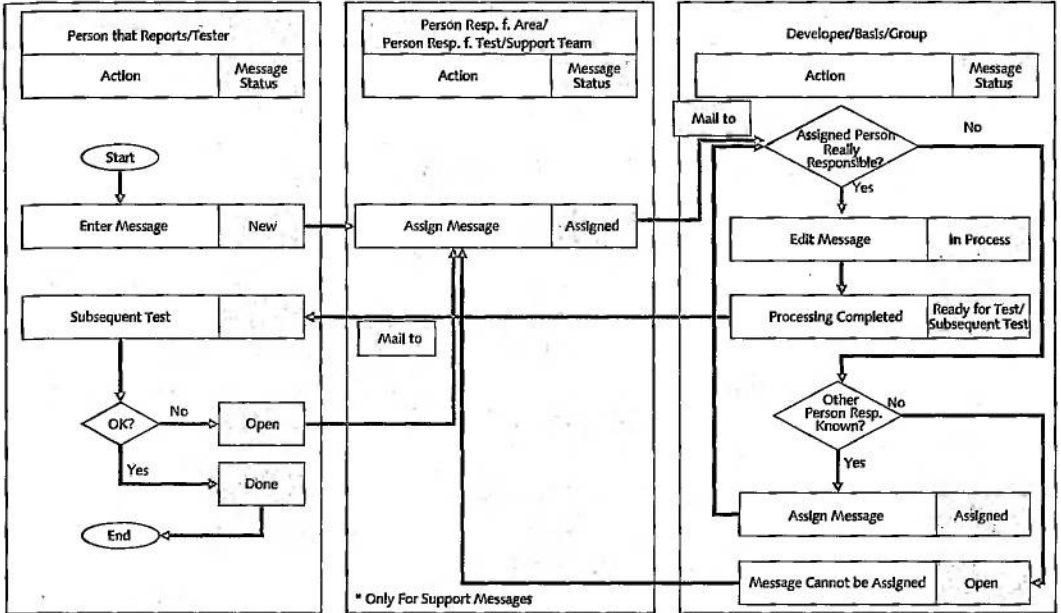 Person that Reports/Tester
Action
Message
Status
Start
Enter Message
New
Subsequent Test
OK?
No
Open
Yes
Done
End
Person Resp. f. Area/
Person Resp. f. Test/Support Team
Action
Message
Status
Assign Message
Assigned
Mail to
* Only For Support Messages
Developer/Basis/Group
Action
Message
Status
Mail to
Assigned Person
Really
Responsible?
No
Yes
Edit Message
In Process
Processing Completed
Ready for Test/
Subsequent Test
Other
Person Resp.
Known?
No
Yes
Assign Message
Assigned
Message Cannot be Assigned
Open